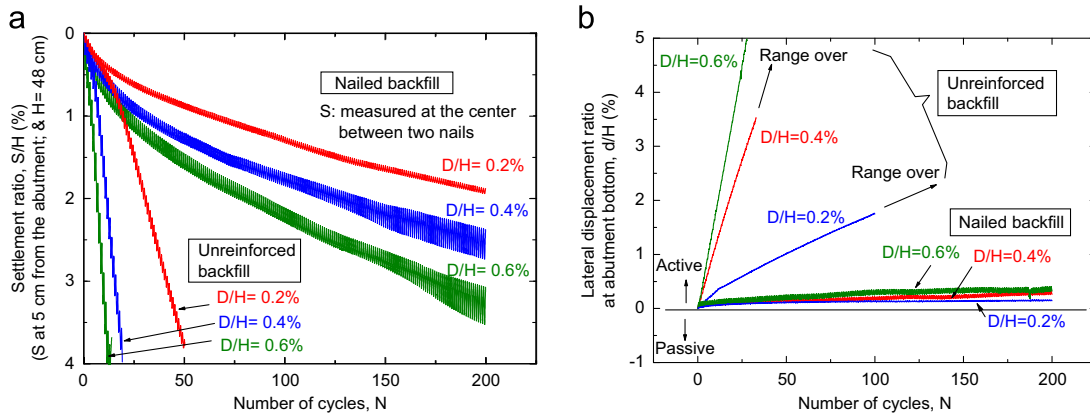 a
Settlement ratio, S/H (%)
(S at 5 cm from the abutment; & H= 48 cm)
0
1
2
3
4
Nailed backfill
S: measured at the center
between two nails
D/H= 0.2%
D/H= 0.4%
D/H= 0.6%
Unreinforced
backfill
D/H= 0.2%
D/H= 0.4%
D/H= 0.6%
0 50 100 150 200
Number of cycles, N
b
Lateral displacement ratio
at abutment bottom, d/H (%)
5
4
3
2
1
0
-1
D/H=0.6%
Range over
Unreinforced
backfill
D/H=0.4%
Range over
D/H=0.2%
Nailed backfill
D/H=0.6%
D/H=0.4%
Active
D/H=0.2%
Passive
0 50 100 150 200
Number of cycles, N